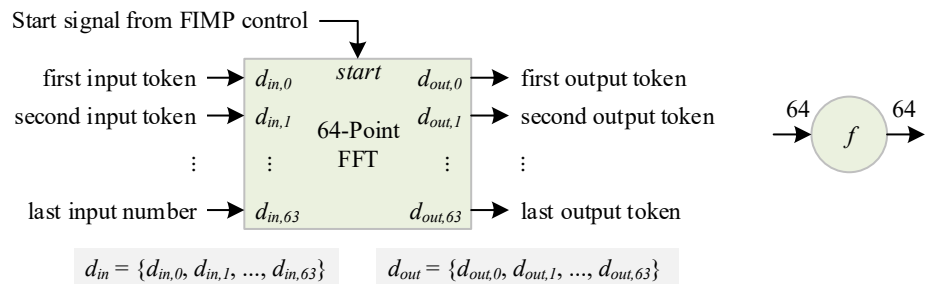 Start signal from FIMP control
start
first input token d_in,0 d_out,0 first output token
second input token d_in,1 d_out,1 second output token
64-Point
FFT
⋮ ⋮ ⋮ ⋮
last input number d_in,63 d_out,63 last output token
64 f 64
d_in = {d_in,0, d_in,1, ..., d_in,63}
d_out = {d_out,0, d_out,1, ..., d_out,63}